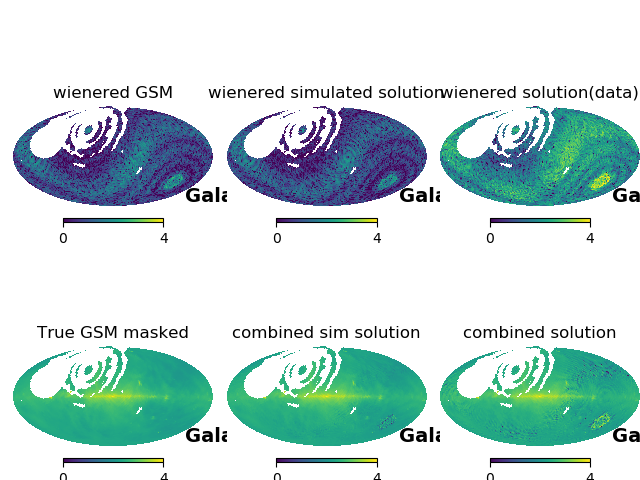 wienered GSM
wienered simulated solution
wienered solution(data)
Gala
Gala
Ga
0 4
0 4
0 4
True GSM masked
combined sim solution
combined solution
Gala
Gala
Ga
0 4
0 4
0 4